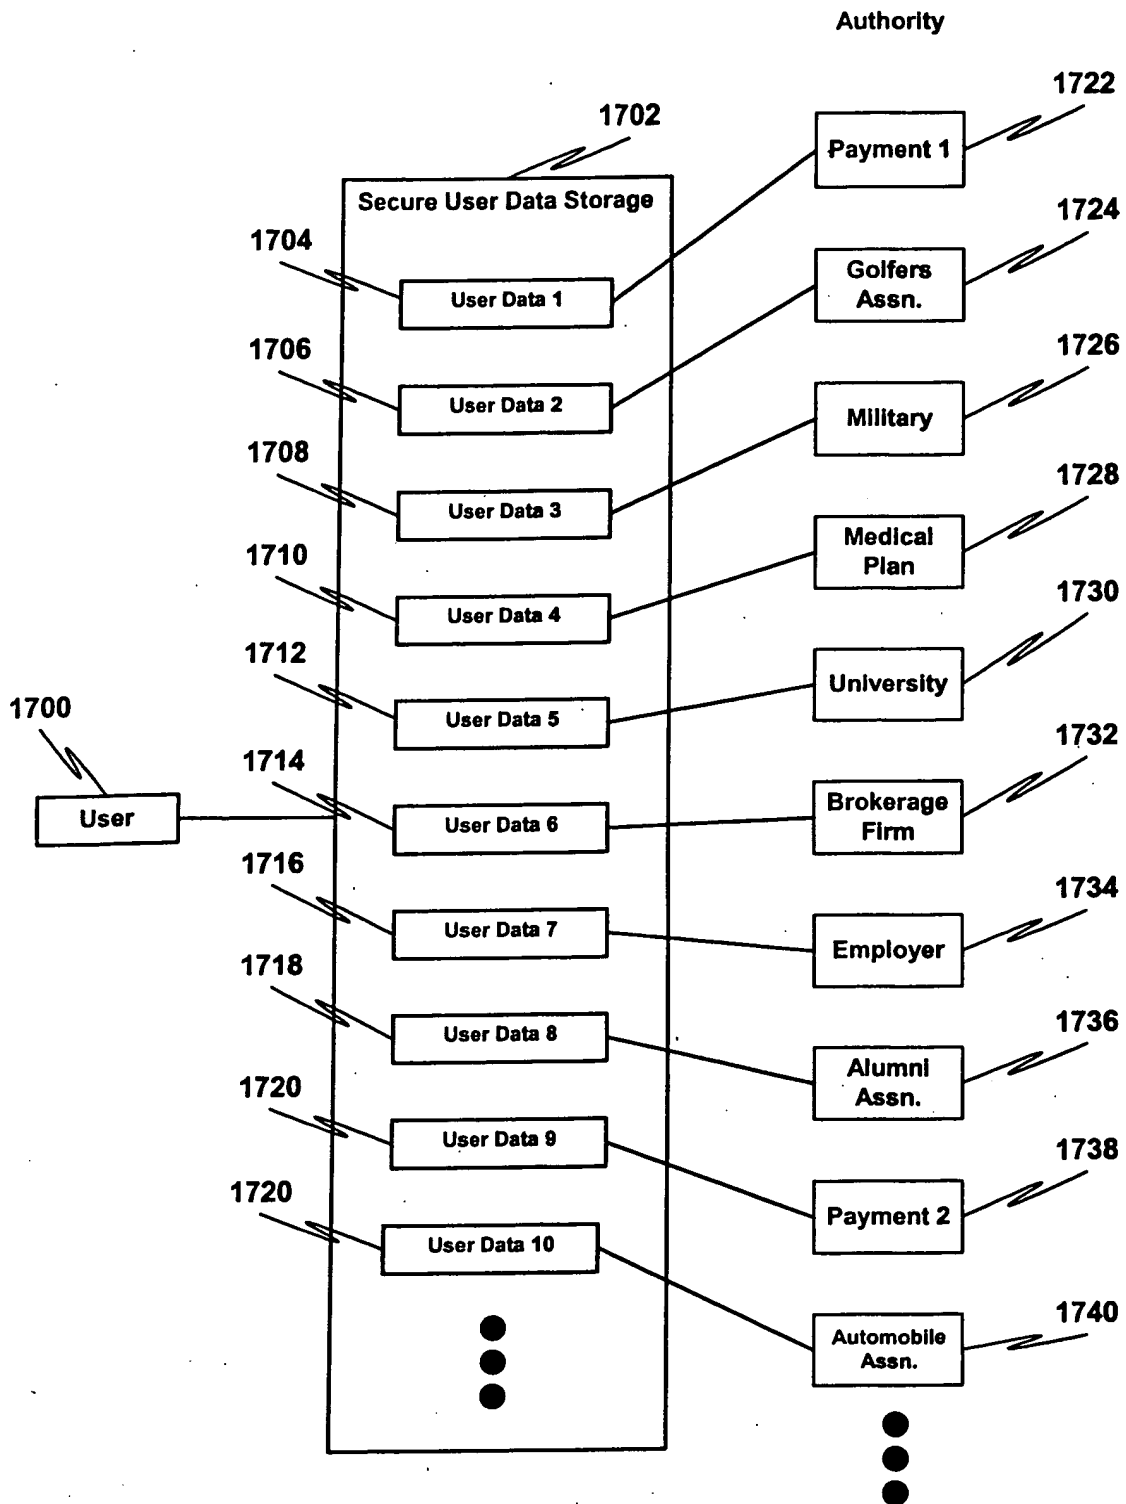 Authority
1722
Payment 1
1702
Secure User Data Storage
1724
1704
Golfers
Assn.
User Data 1
1726
1706
User Data 2
Military
1708
1728
User Data 3
Medical
Plan
1710
1730
User Data 4
1712
University
1700
User Data 5
1732
1714
Brokerage
Firm
User
User Data 6
1716
1734
User Data 7
Employer
1718
1736
User Data 8
Alumni
Assn.
1720
User Data 9
1738
1720
Payment 2
User Data 10
1740
Automobile
Assn.